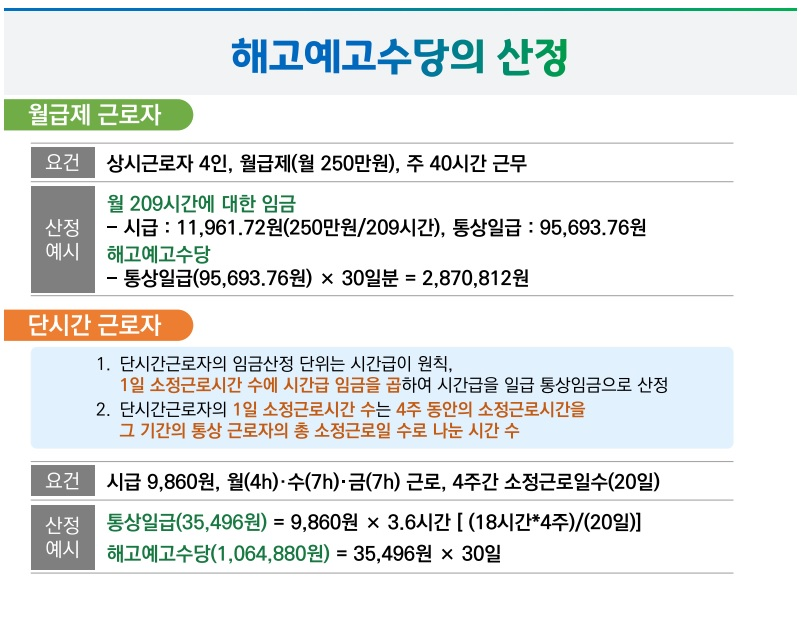 해고예고수당의 산정
월급제 근로자
요건
상시근로자 4인, 월급제(월 250만원), 주 40시간 근무
산정
예시
월 209시간에 대한 임금
– 시급 : 11,961.72원(250만원/209시간), 통상일급 : 95,693.76원
해고예고수당
– 통상일급(95,693.76원) × 30일분 = 2,870,812원
단시간 근로자
1. 단시간근로자의 임금산정 단위는 시간급이 원칙,
1일 소정근로시간 수에 시간급 임금을 곱하여 시간급을 일급 통상임금으로 산정
2. 단시간근로자의 1일 소정근로시간 수는 4주 동안의 소정근로시간을
그 기간의 통상 근로자의 총 소정근로일 수로 나눈 시간 수
요건
시급 9,860원, 월(4h)·수(7h)·금(7h) 근로, 4주간 소정근로일수(20일)
산정
예시
통상일급(35,496원) = 9,860원 × 3.6시간 [ (18시간*4주)/(20일)]
해고예고수당(1,064,880원) = 35,496원 × 30일